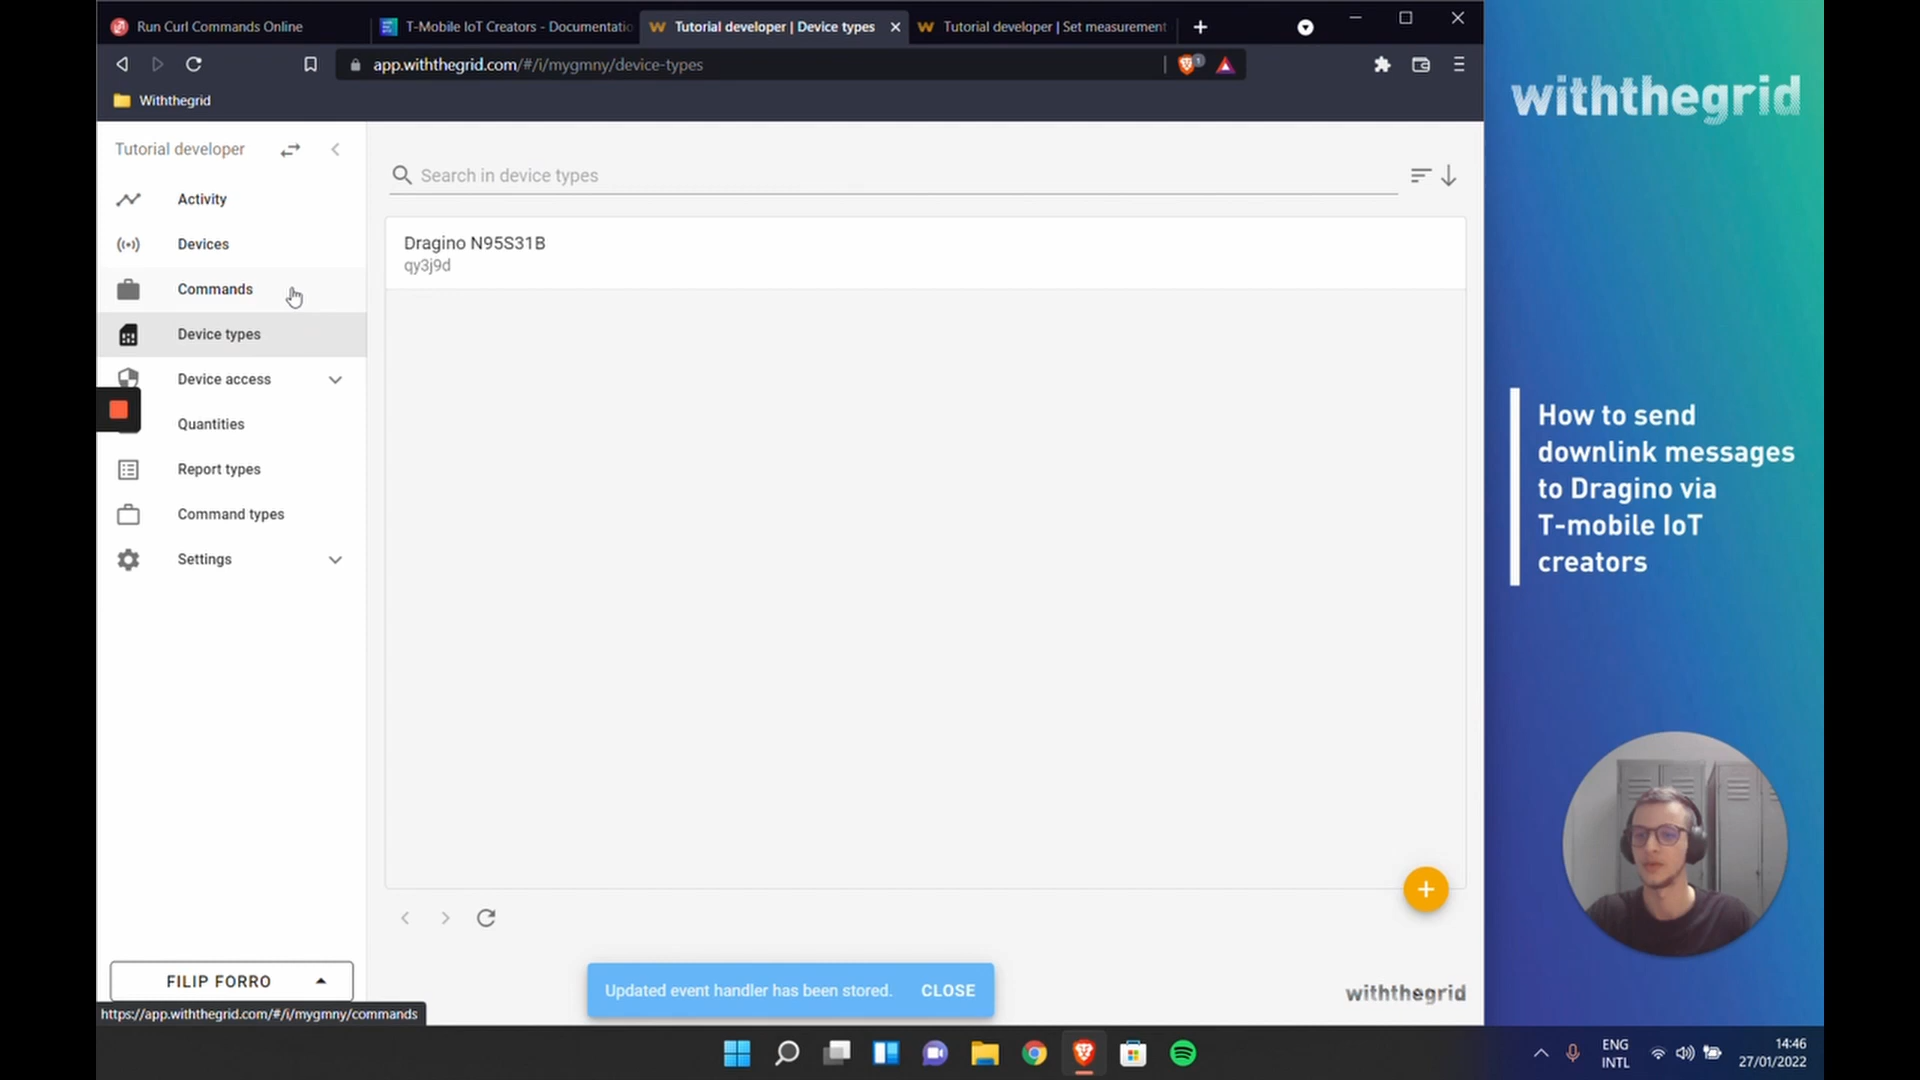 Run Curl Commands Online
T-Mobile IoT Creators - Documentatio
Tutorial developer | Device types
Tutorial developer | Set measurement
app.withthegrid.com/#/i/mygmny/device-types
1
Withthegrid
Tutorial developer
Activity
Devices
Commands
Device types
Device access
Quantities
Report types
Command types
Settings
FILIP FORRO
https://app.withthegrid.com/#/i/mygmny/commands
Search in device types
Dragino N95S31B
qy3j9d
Updated event handler has been stored.
CLOSE
withthegrid
withthegrid
How to send
downlink messages
to Dragino via
T-mobile IoT
creators
ENG
INTL
14:46
27/01/2022